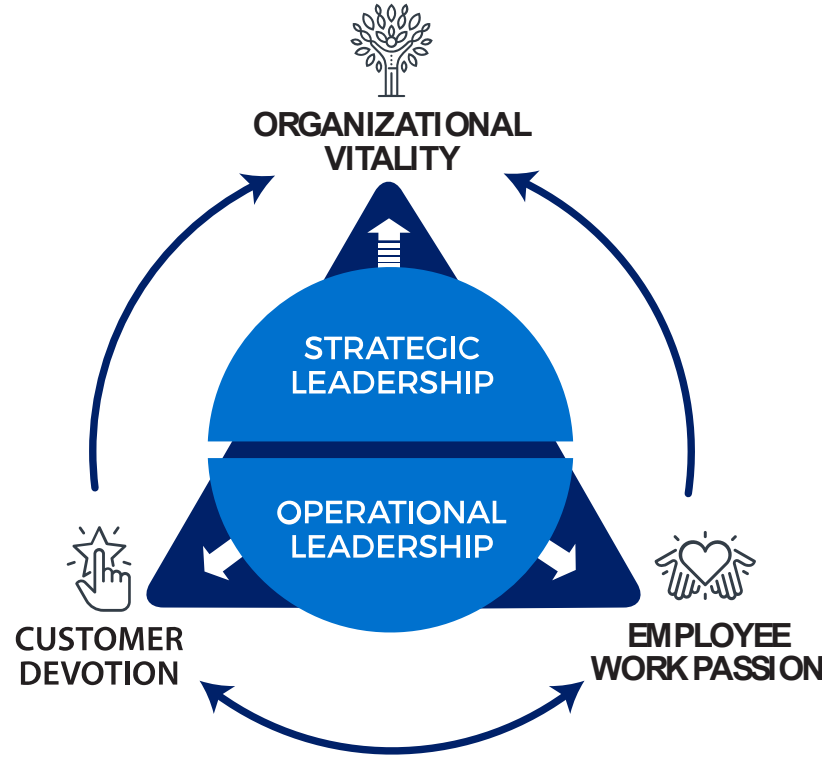 ORGANIZATIONAL
VITALITY
STRATEGIC
LEADERSHIP
OPERATIONAL
LEADERSHIP
CUSTOMER
DEVOTION
EMPLOYEE
WORK PASSION